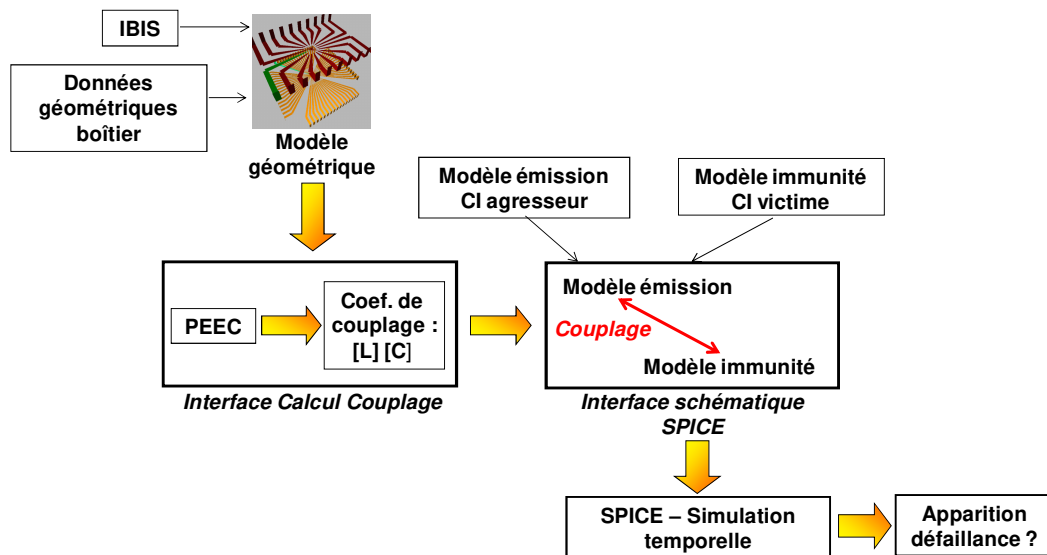 IBIS
Données
géométriques
boîtier
Modèle
géométrique
Modèle émission
CI agresseur
Modèle immunité
CI victime
PEEC
Coef. de
couplage :
[L] [C]
Interface Calcul Couplage
Modèle émission
Couplage
Modèle immunité
Interface schématique
SPICE
SPICE – Simulation
temporelle
Apparition
défaillance ?